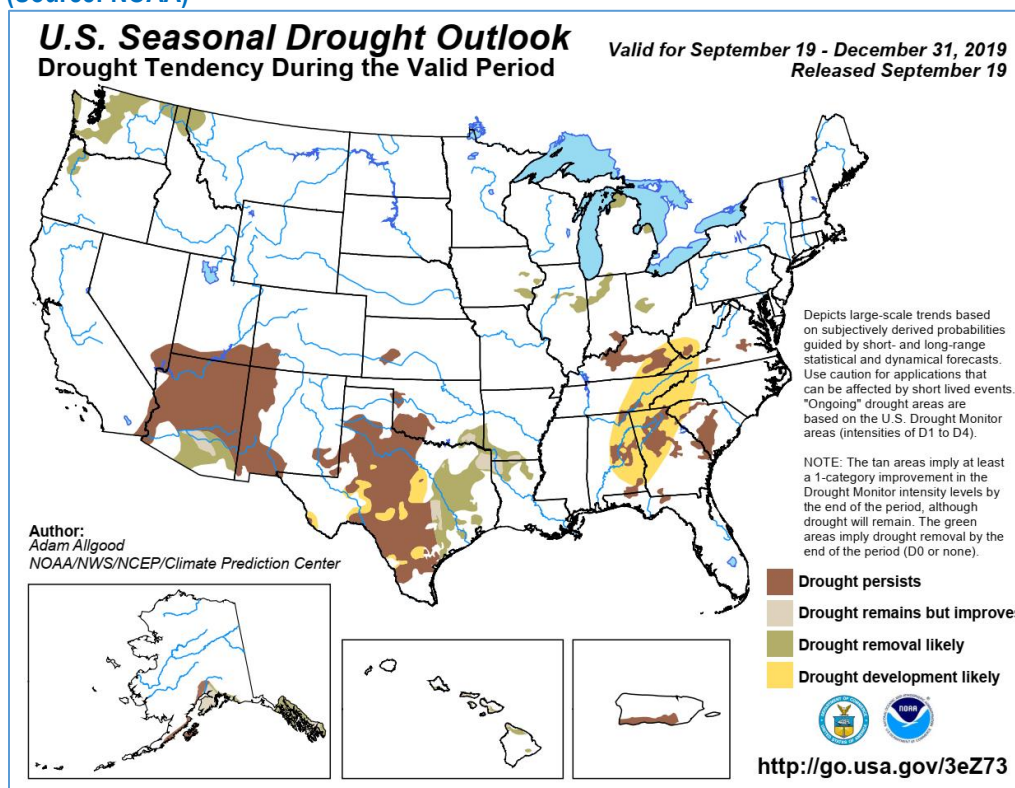 (Source: NOAA)
U.S. Seasonal Drought Outlook
Drought Tendency During the Valid Period
Valid for September 19 - December 31, 2019
Released September 19
Depicts large-scale trends based
on subjectively derived probabilities
guided by short- and long-range
statistical and dynamical forecasts.
Use caution for applications that
can be affected by short lived events.
"Ongoing" drought areas are
based on the U.S. Drought Monitor
areas (intensities of D1 to D4).
NOTE: The tan areas imply at least
a 1-category improvement in the
Drought Monitor intensity levels by
the end of the period, although
drought will remain. The green
areas imply drought removal by the
end of the period (D0 or none).
Author:
Adam Allgood
NOAA/NWS/NCEP/Climate Prediction Center
Drought persists
Drought remains but improves
Drought removal likely
Drought development likely
NOAA
http://go.usa.gov/3eZ73